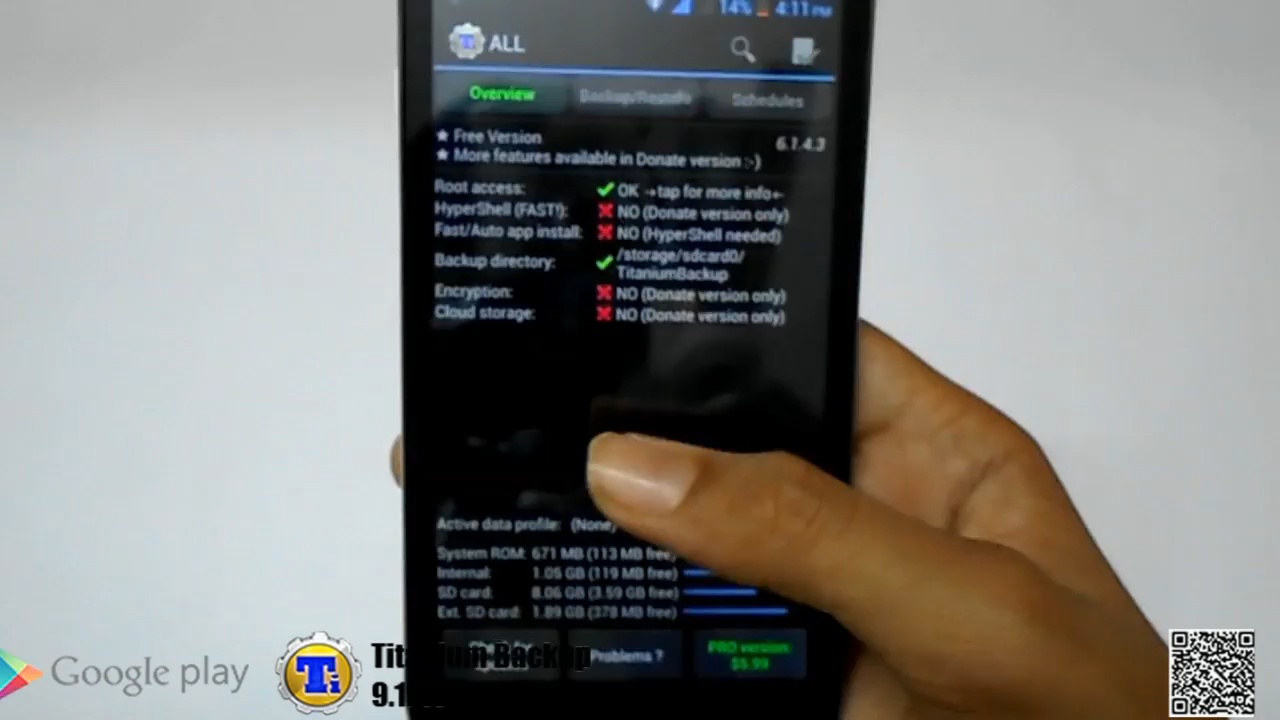 14% 4:11 PM
ALL
Overview Backup/Restore Schedules
★ Free Version 6.1.4.3
★ More features available in Donate version :-)
Root access: OK →tap for more info←
HyperShell (FAST!): NO (Donate version only)
Fast/Auto app install: NO (HyperShell needed)
Backup directory: /storage/sdcard0/
TitaniumBackup
Encryption: NO (Donate version only)
Cloud storage: NO (Donate version only)
Active data profile: (None)
System ROM: 671 MB (113 MB free)
Internal: 1.05 GB (119 MB free)
SD card: 8.06 GB (3.59 GB free)
Ext. SD card: 1.89 GB (378 MB free)
Problems ?
PRO version
$5.99
Google play
Ti
Titanium Backup